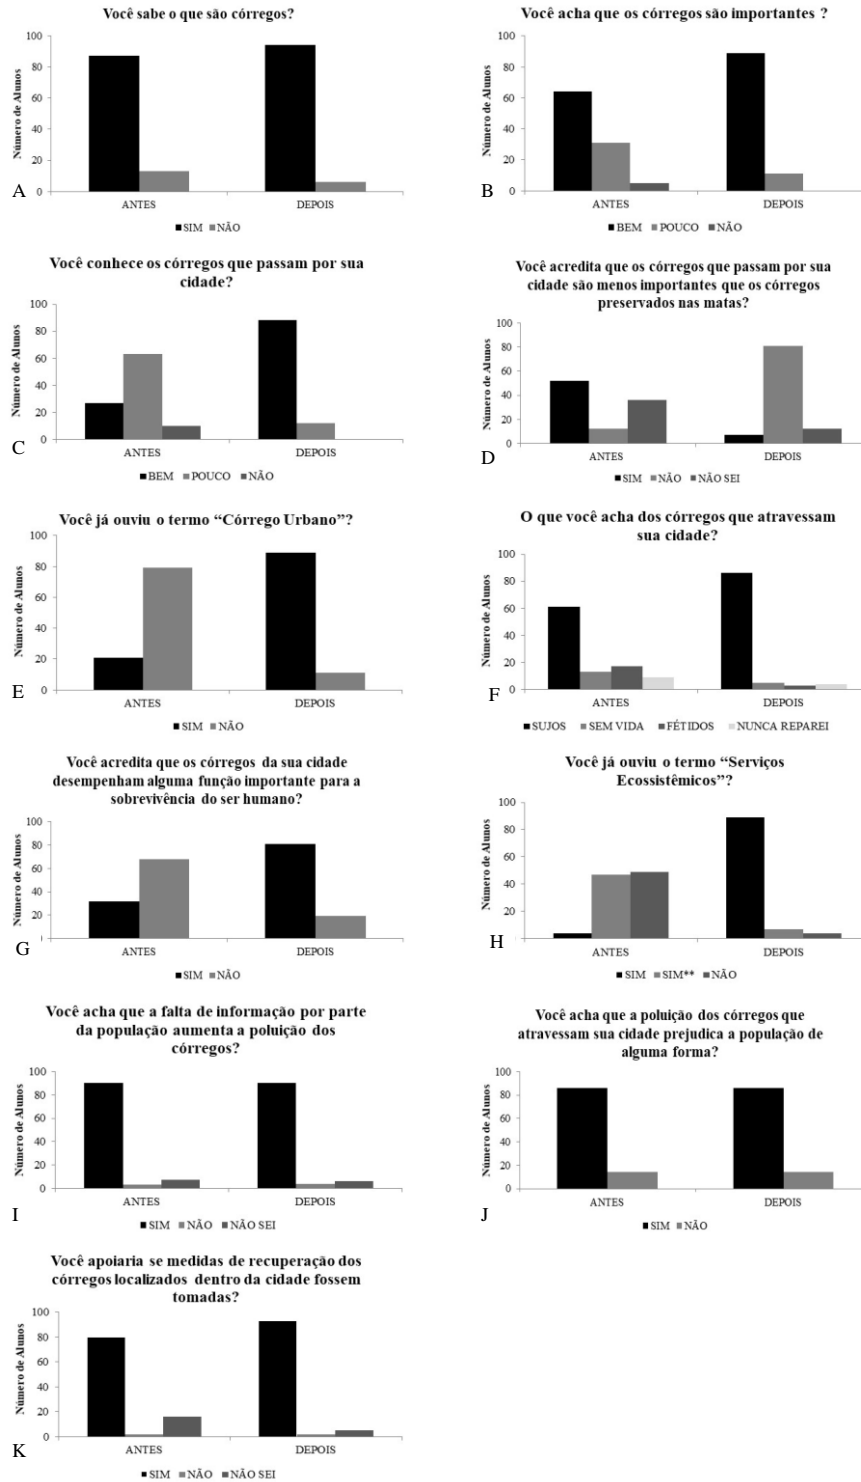 Você sabe o que são córregos?
Número de Alunos
100
80
60
40
20
0
ANTES
DEPOIS
■SIM ■NÃO
A
Você acha que os córregos são importantes ?
Número de Alunos
100
80
60
40
20
0
ANTES
DEPOIS
■BEM ■POUCO ■NÃO
B
Você conhece os córregos que passam por sua
cidade?
Número de Alunos
100
80
60
40
20
0
ANTES
DEPOIS
■BEM ■POUCO ■NÃO
C
Você acredita que os córregos que passam por sua
cidade são menos importantes que os córregos
preservados nas matas?
Número de Alunos
100
80
60
40
20
0
ANTES
DEPOIS
■SIM ■NÃO ■NÃO SEI
D
Você já ouviu o termo “Córrego Urbano”?
Número de Alunos
100
80
60
40
20
0
ANTES
DEPOIS
■SIM ■NÃO
E
O que você acha dos córregos que atravessam
sua cidade?
Número de Alunos
100
80
60
40
20
0
ANTES
DEPOIS
■SUJOS ■SEM VIDA ■FÉTIDOS ■NUNCA REPAREI
F
Você acredita que os córregos da sua cidade
desempenham alguma função importante para a
sobrevivência do ser humano?
Número de Alunos
100
80
60
40
20
ANTES
DEPOIS
■SIM ■NÃO
G
Você já ouviu o termo “Serviços
Ecossistêmicos”?
Número de Alunos
100
80
60
40
20
ANTES
DEPOIS
■SIM ■SIM** ■NÃO
H
Você acha que a falta de informação por parte
da população aumenta a poluição dos
córregos?
Número de Alunos
100
80
60
40
20
0
ANTES
DEPOIS
■SIM ■NÃO ■NÃO SEI
I
Você acha que a poluição dos córregos que
atravessam sua cidade prejudica a população de
alguma forma?
Número de Alunos
100
80
60
40
20
0
ANTES
DEPOIS
■SIM ■NÃO
J
Você apoiaria se medidas de recuperação dos
córregos localizados dentro da cidade fossem
tomadas?
Número de Alunos
100
80
60
40
20
0
ANTES
DEPOIS
■SIM ■NÃO ■NÃO SEI
K